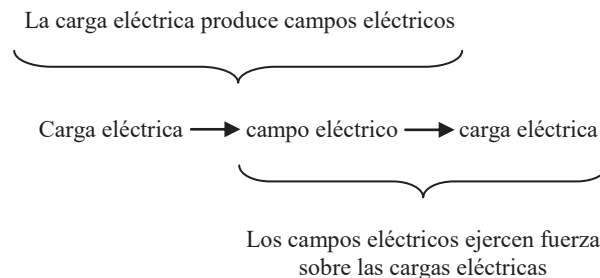 La carga eléctrica produce campos eléctricos
Carga eléctrica campo eléctrico carga eléctrica
Los campos eléctricos ejercen fuerza
sobre las cargas eléctricas